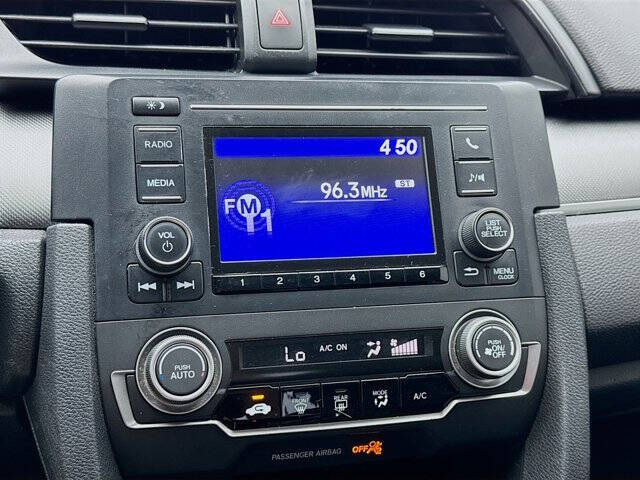 RADIO
MEDIA
VOL
4 50
96.3MHz
ST
FM1
LIST
PUSH
SELECT
MENU
CLOCK
1 2 3 4 5 6
PUSH
AUTO
Lo A/C ON
PUSH
ON/
OFF
FRONT REAR MODE A/C
PASSENGER AIRBAG OFF